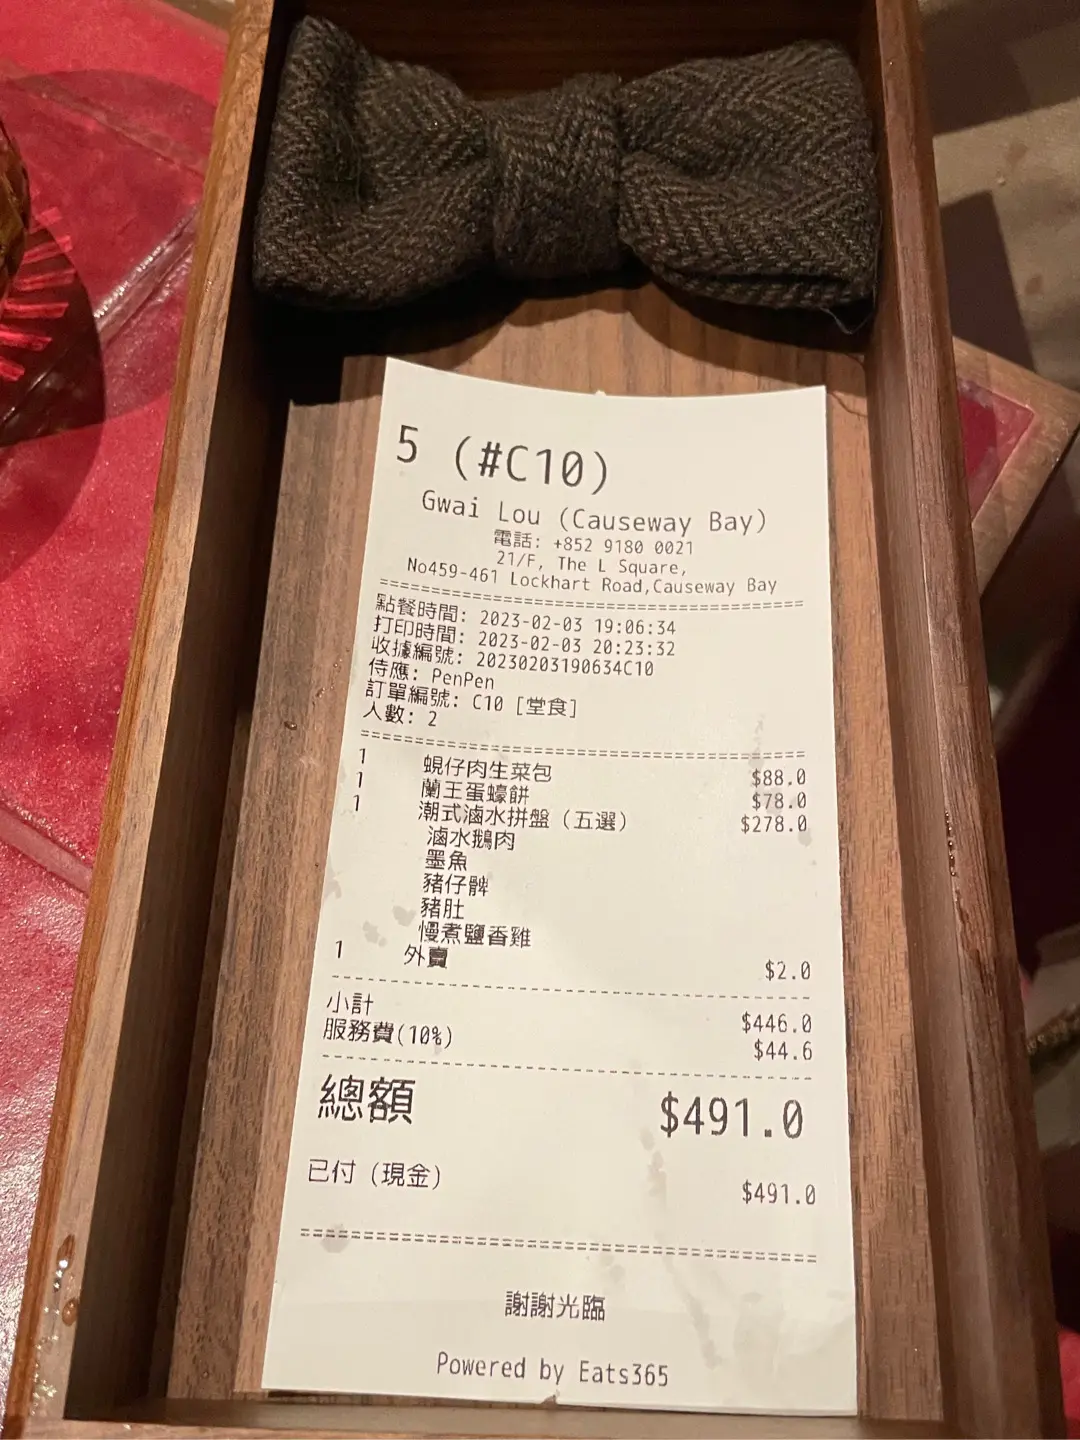 5 (#C10)
Gwai Lou (Causeway Bay)
電話: +852 9180 0021
21/F, The L Square,
No459-461 Lockhart Road,Causeway Bay
點餐時間: 2023-02-03 19:06:34
打印時間: 2023-02-03 20:23:32
收據編號: 20230203190634C10
侍應: PenPen
訂單編號: C10 [堂食]
人數: 2
1 蜆仔肉生菜包 $88.0
1 蘭王蛋蠔餅 $78.0
1 潮式滷水拼盤 (五選) $278.0
滷水鵝肉
墨魚
豬仔髀
豬肚
慢煮鹽香雞
1 外賣 $2.0
小計 $446.0
服務費(10%) $44.6
總額 $491.0
已付 (現金) $491.0
謝謝光臨
Powered by Eats365